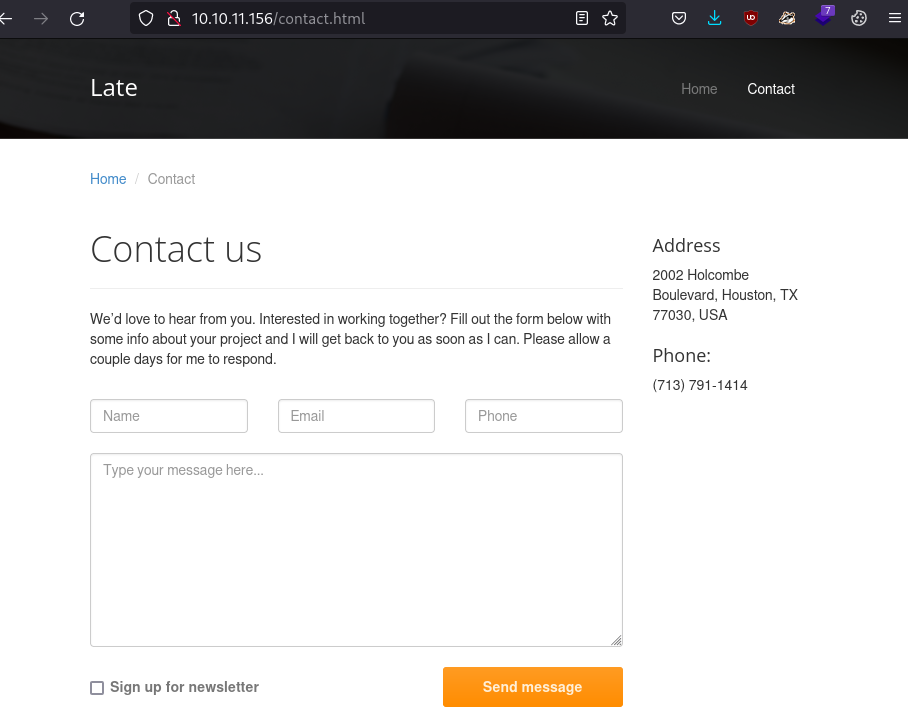 10.10.11.156/contact.html
7
Late
Home
Contact
Home / Contact
Contact us
We'd love to hear from you. Interested in working together? Fill out the form below with
some info about your project and I will get back to you as soon as I can. Please allow a
couple days for me to respond.
Name
Email
Phone
Type your message here...
Sign up for newsletter
Send message
Address
2002 Holcombe
Boulevard, Houston, TX
77030, USA
Phone:
(713) 791-1414